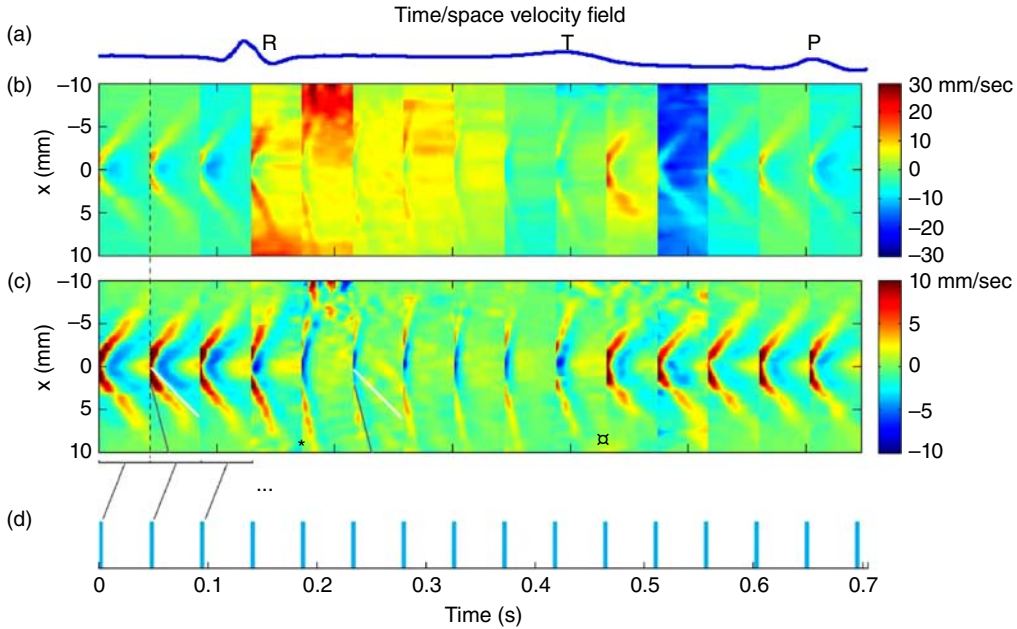 Time/space velocity field
(a)
R T P
(b)
–10
–5
0
5
10
x (mm)
30 mm/sec
20
10
0
–10
–20
–30
(c)
–10
–5
0
5
10
x (mm)
* ¤
10 mm/sec
5
0
–5
–10
...
(d)
0 0.1 0.2 0.3 0.4 0.5 0.6 0.7
Time (s)